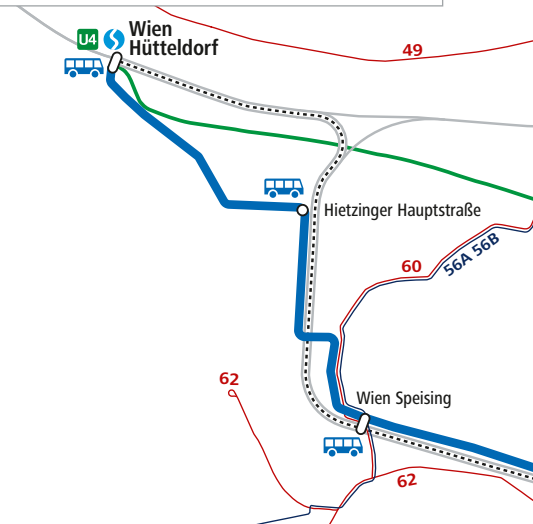 U4
Wien
Hütteldorf
49
Hietzinger Hauptstraße
60
56A 56B
62
Wien Speising
62